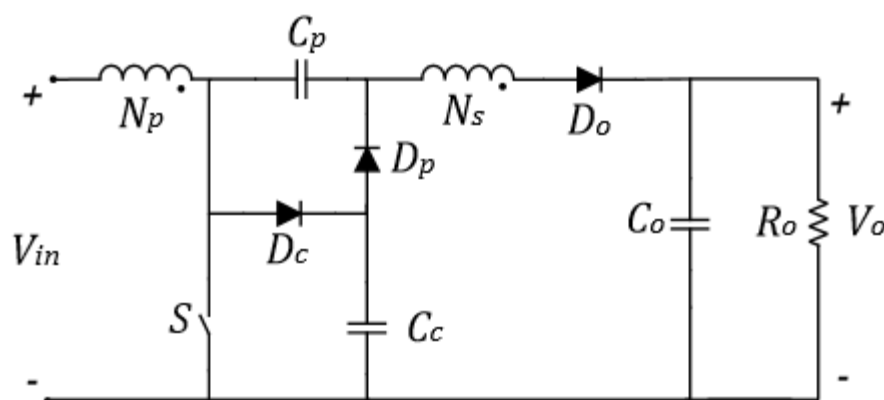 Cp
+
Np
Ns
Do
+
Dp
Vin
Dc
Co
Ro
Vo
S
Cc
-
-